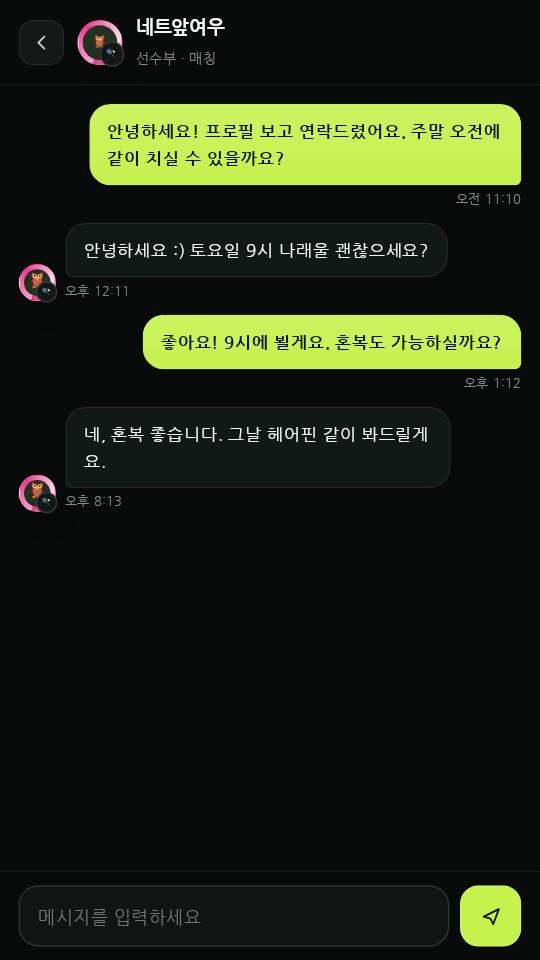 네트앞여우
선수부 · 매칭
안녕하세요! 프로필 보고 연락드렸어요. 주말 오전에
같이 치실 수 있을까요?
오전 11:10
안녕하세요 :) 토요일 9시 나래울 괜찮으세요?
오후 12:11
좋아요! 9시에 뵐게요. 혼복도 가능하실까요?
오후 1:12
네, 혼복 좋습니다. 그날 헤어핀 같이 봐드릴게
요.
오후 8:13
메시지를 입력하세요